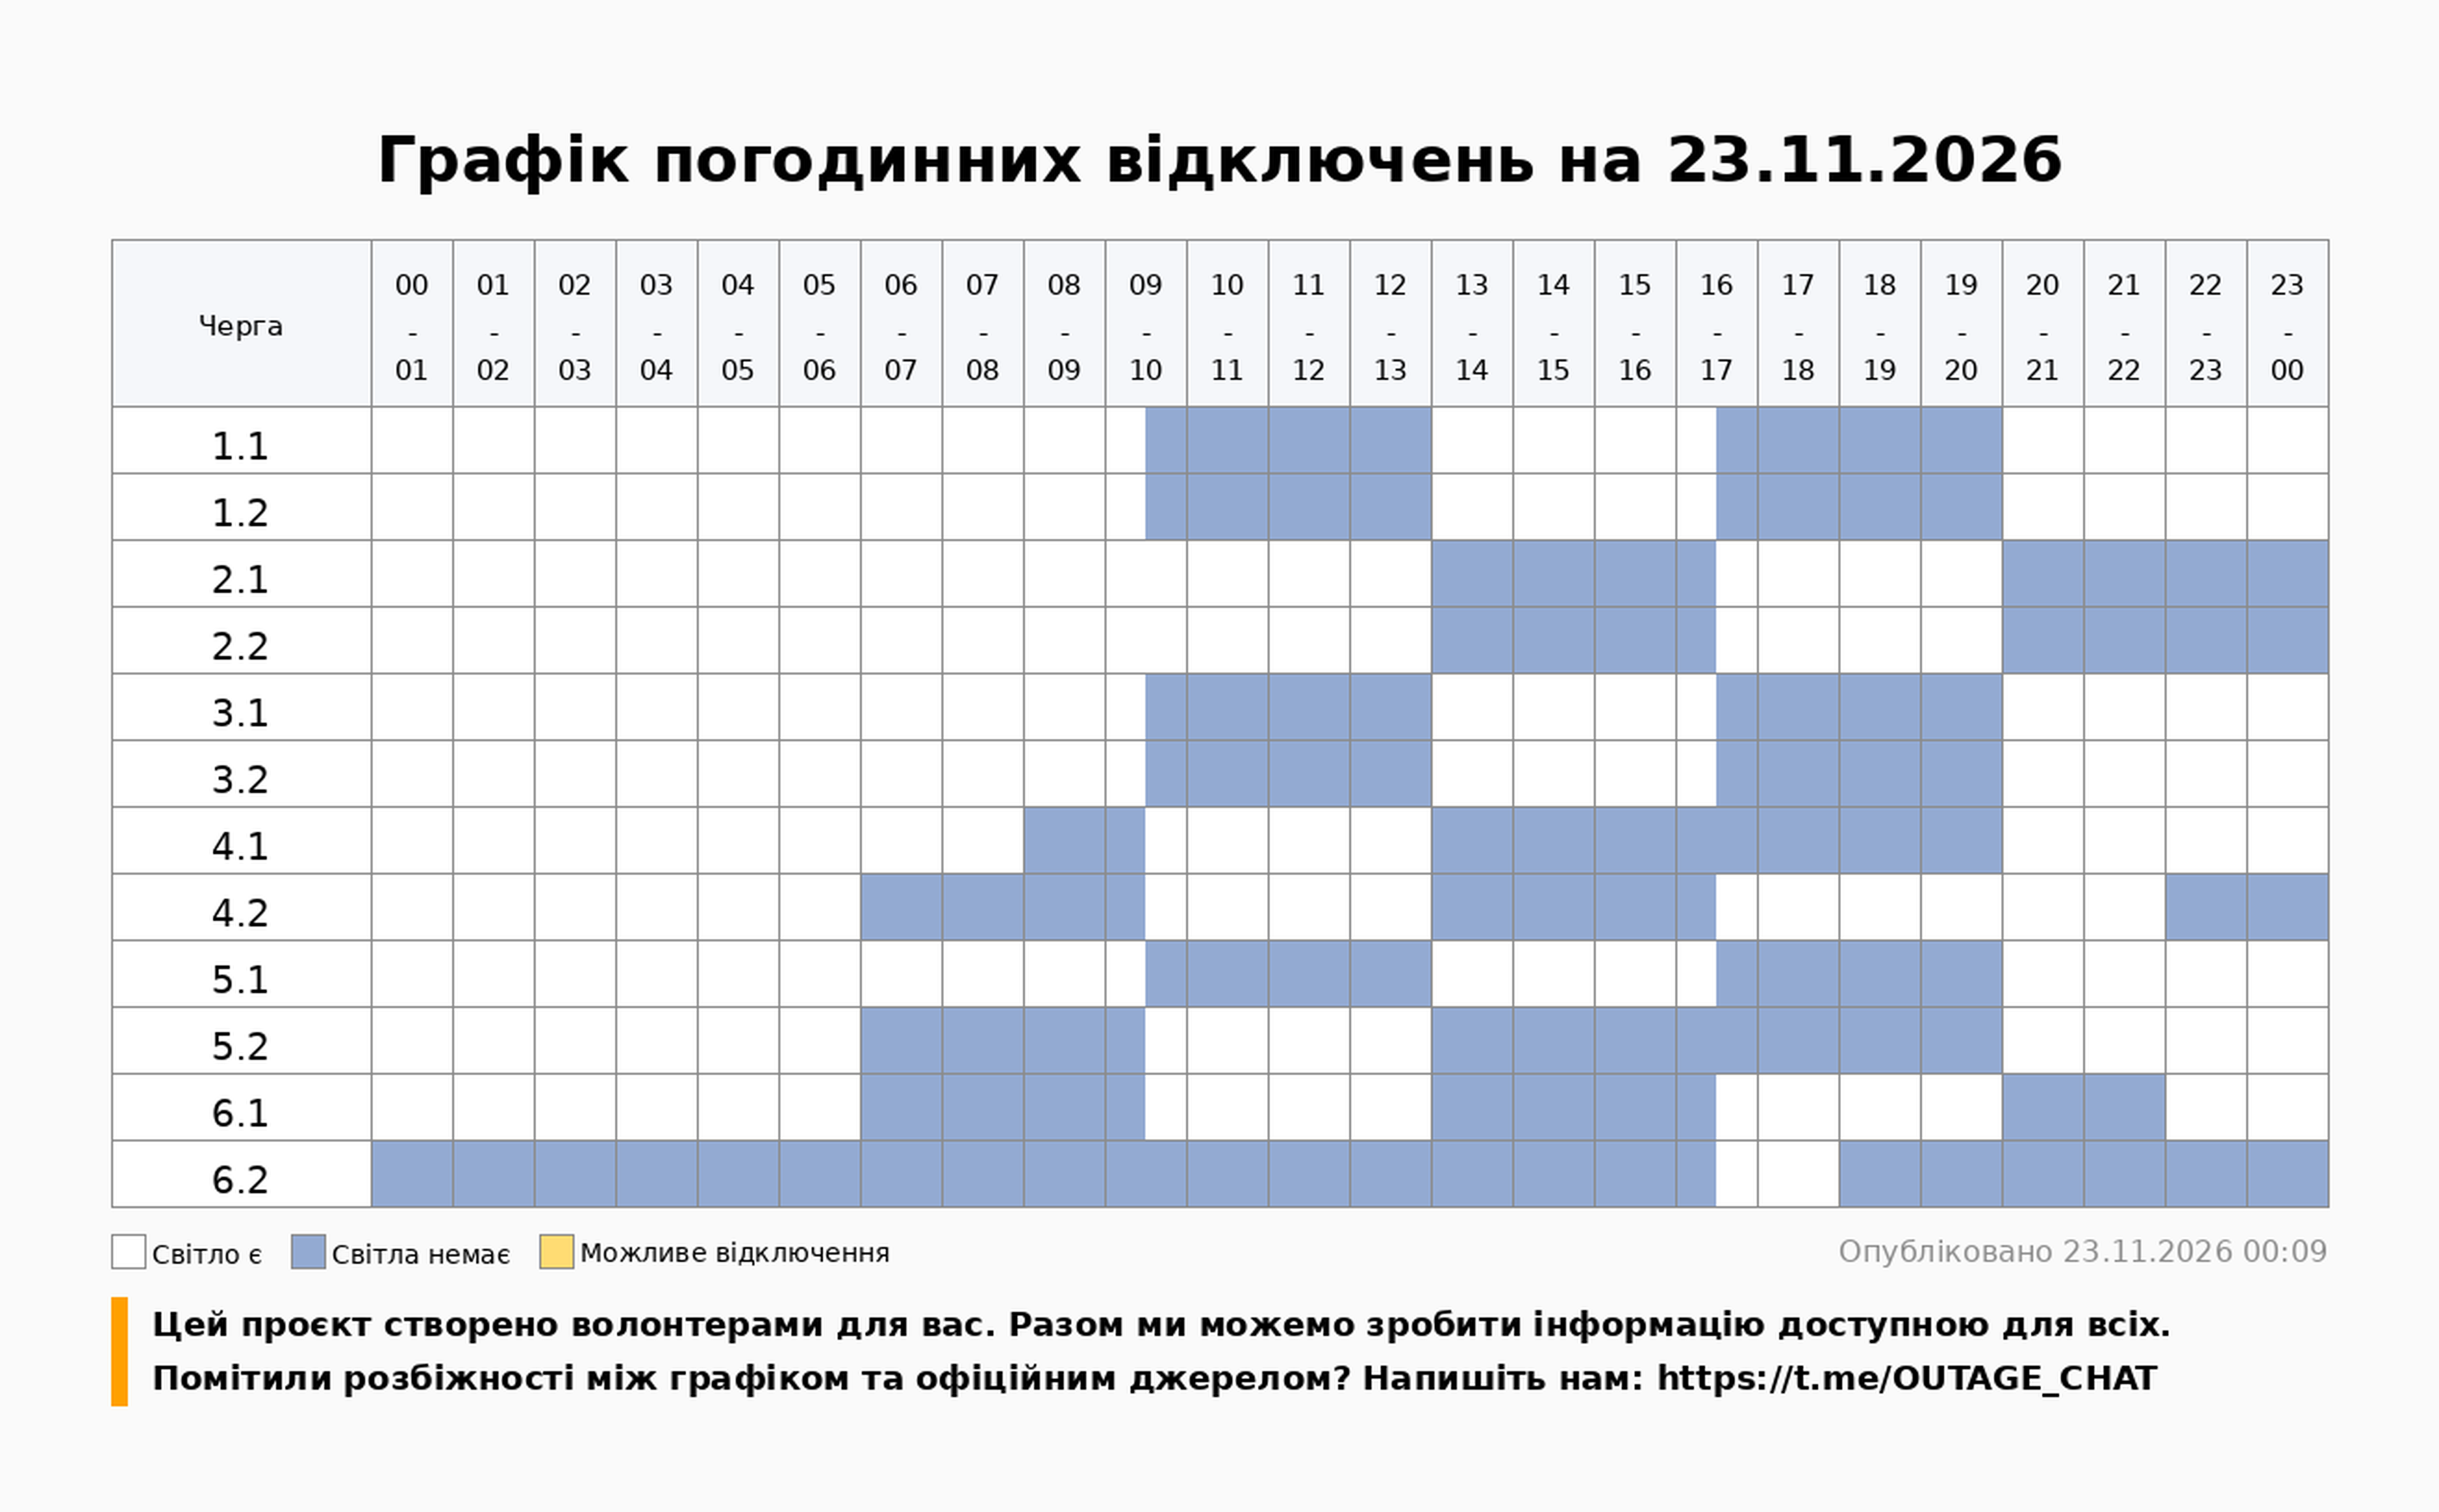 Графік погодинних відключень на 23.11.2026
Черга
00 - 01
01 - 02
02 - 03
03 - 04
04 - 05
05 - 06
06 - 07
07 - 08
08 - 09
09 - 10
10 - 11
11 - 12
12 - 13
13 - 14
14 - 15
15 - 16
16 - 17
17 - 18
18 - 19
19 - 20
20 - 21
21 - 22
22 - 23
23 - 00
1.1
1.2
2.1
2.2
3.1
3.2
4.1
4.2
5.1
5.2
6.1
6.2
Світло є
Світла немає
Можливе відключення
Опубліковано 23.11.2026 00:09
Цей проєкт створено волонтерами для вас. Разом ми можемо зробити інформацію доступною для всіх.
Помітили розбіжності між графіком та офіційним джерелом? Напишіть нам: https://t.me/OUTAGE_CHAT